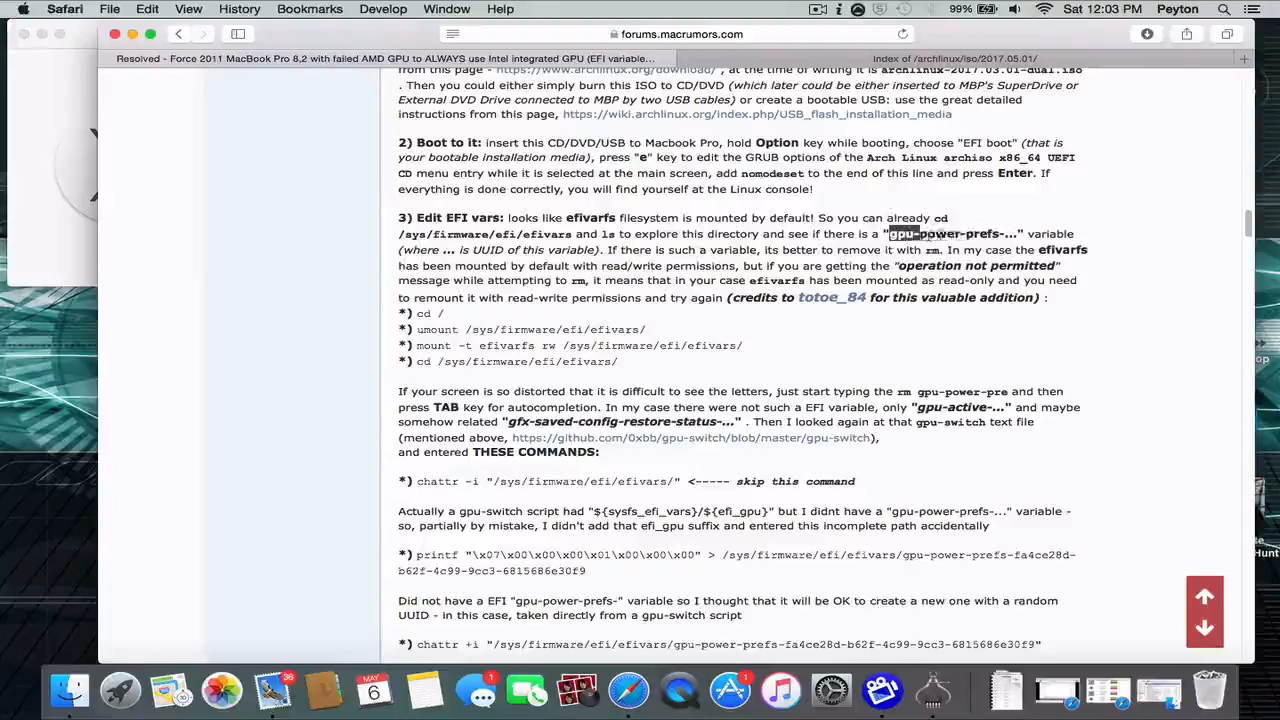 Safari File Edit View History Bookmarks Develop Window Help 99% Sat 12:03 PM Peyton
forums.macrumors.com
Resolved - Force 2011 MacBook Pro 8,2 with failed AMD GPU to ALWAYS use Intel integrated GPU (EFI variable ...
Index of /archlinux/iso/2017.05.01/
from this page - https://www.archlinux.org/download/ , at the time of it is archlinux-2017.05.01-dual.iso
. Then you could either simply burn this ISO to CD/DVD (which later could be either inserted to MBP's SuperDrive or
External DVD Drive connected to MBP by two USB cables) or create a bootable USB: use the great detailed
instructions from this page, https://wiki.archlinux.org/index.php/USB_flash_installation_media
2) Boot to it: insert this CD/DVD/USB to Macbook Pro, hold Option key while booting, choose "EFI boot" (that is
your bootable installation media), press "e" key to edit the GRUB options of the Arch Linux archiso x86_64 UEFI
CD menu entry while it is selected at the main screen, add nomodeset to the end of this line and press Enter. If
everything is done correctly, you will find yourself at the Linux console!
3) Edit EFI vars: looks like efivarfs filesystem is mounted by default! So you can already cd
/sys/firmware/efi/efivars and ls to explore this directory and see if there is a "gpu-power-prefs-..." variable
(where ... is UUID of this variable). If there is such a variable, its better to remove it with rm. In my case the efivarfs
has been mounted by default with read/write permissions, but if you are getting the "operation not permitted"
message while attempting to rm, it means that in your case efivarfs has been mounted as read-only and you need
to remount it with read-write permissions and try again (credits to totoe_84 for this valuable addition) :
*) cd /
*) umount /sys/firmware/efi/efivars/
*) mount -t efivarfs rw /sys/firmware/efi/efivars/
*) cd /sys/firmware/efi/efivars/
If your screen is so distorted that it is difficult to see the letters, just start typing the rm gpu-power-pre and then
press TAB key for autocompletion. In my case there were not such a EFI variable, only "gpu-active-..." and maybe
somehow related "gfx-saved-config-restore-status-..." . Then I looked again at that gpu-switch text file
(mentioned above, https://github.com/0xbb/gpu-switch/blob/master/gpu-switch),
and entered THESE COMMANDS:
*) chattr -i "/sys/firmware/efi/efivars/" <----- skip this command
Actually a gpu-switch script had "${sysfs_efi_vars}/${efi_gpu}" but I didnt have a "gpu-power-prefs-..." variable -
so, partially by mistake, I didn't add that efi_gpu suffix and entered this incomplete path accidentally
*) printf "\x07\x00\x00\x00\x01\x00\x00\x00" > /sys/firmware/efi/efivars/gpu-power-prefs-fa4ce28d-
b62f-4c99-9cc3-6815686e30f9
Did not have a EFI "gpu-power-prefs-" variable so I thought that it will be OK to create a new one with a random
UUID - in this case, taken directly from a gpu-switch script
*) chattr +i "/sys/firmware/efi/efivars/gpu-power-prefs-fa4ce28d-b62f-4c99-9cc3-6815686e30f9"
Hunt
36
MAY
6
1
1